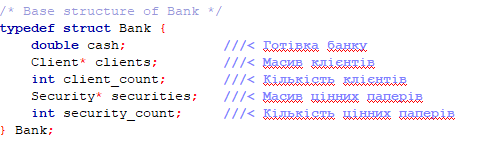 /* Base structure of Bank */
typedef struct Bank {
    double cash;            ///< Готівка банку
    Client* clients;        ///< Масив клієнтів
    int client_count;       ///< Кількість клієнтів
    Security* securities;   ///< Масив цінних паперів
    int security_count;     ///< Кількість цінних паперів
} Bank;